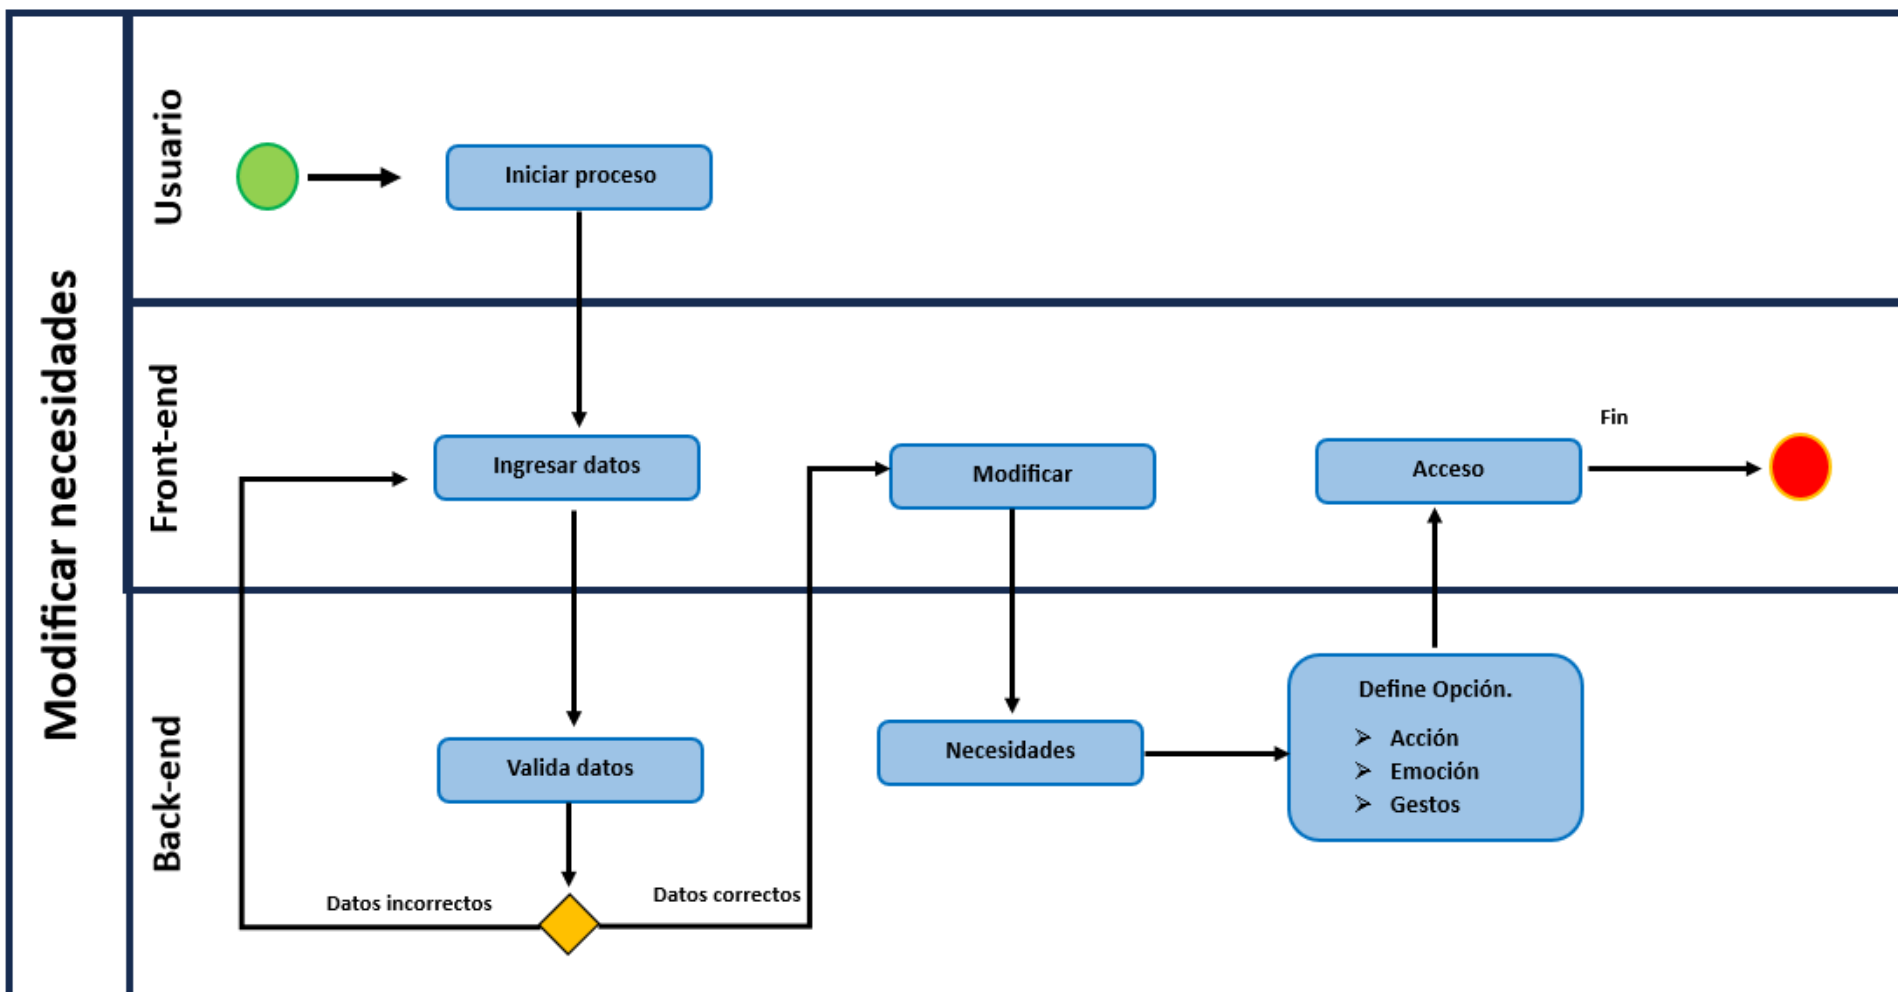 Modificar necesidades
Usuario
Iniciar proceso
Front-end
Ingresar datos
Modificar
Acceso
Fin
Back-end
Valida datos
Datos incorrectos
Datos correctos
Necesidades
Define Opción.
➢ Acción
➢ Emoción
➢ Gestos